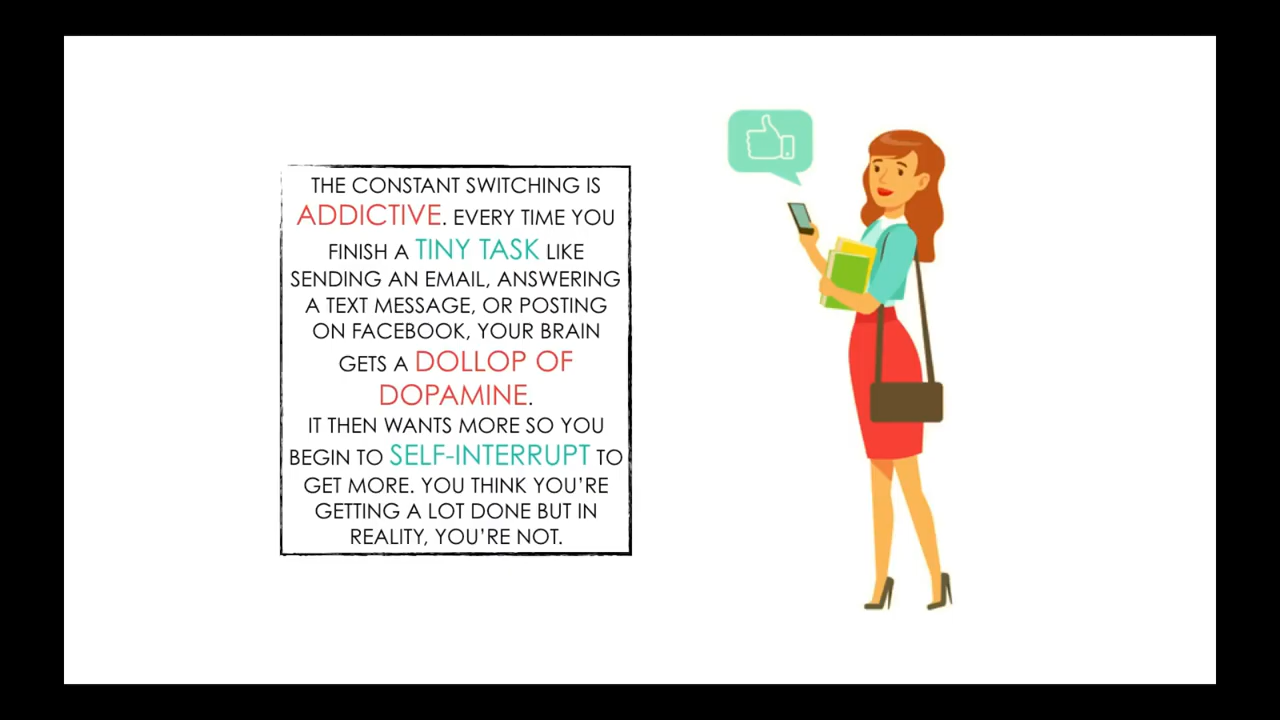 THE CONSTANT SWITCHING IS
ADDICTIVE. EVERY TIME YOU
FINISH A TINY TASK LIKE
SENDING AN EMAIL, ANSWERING
A TEXT MESSAGE, OR POSTING
ON FACEBOOK, YOUR BRAIN
GETS A DOLLOP OF
DOPAMINE.
IT THEN WANTS MORE SO YOU
BEGIN TO SELF-INTERRUPT TO
GET MORE. YOU THINK YOU'RE
GETTING A LOT DONE BUT IN
REALITY, YOU'RE NOT.